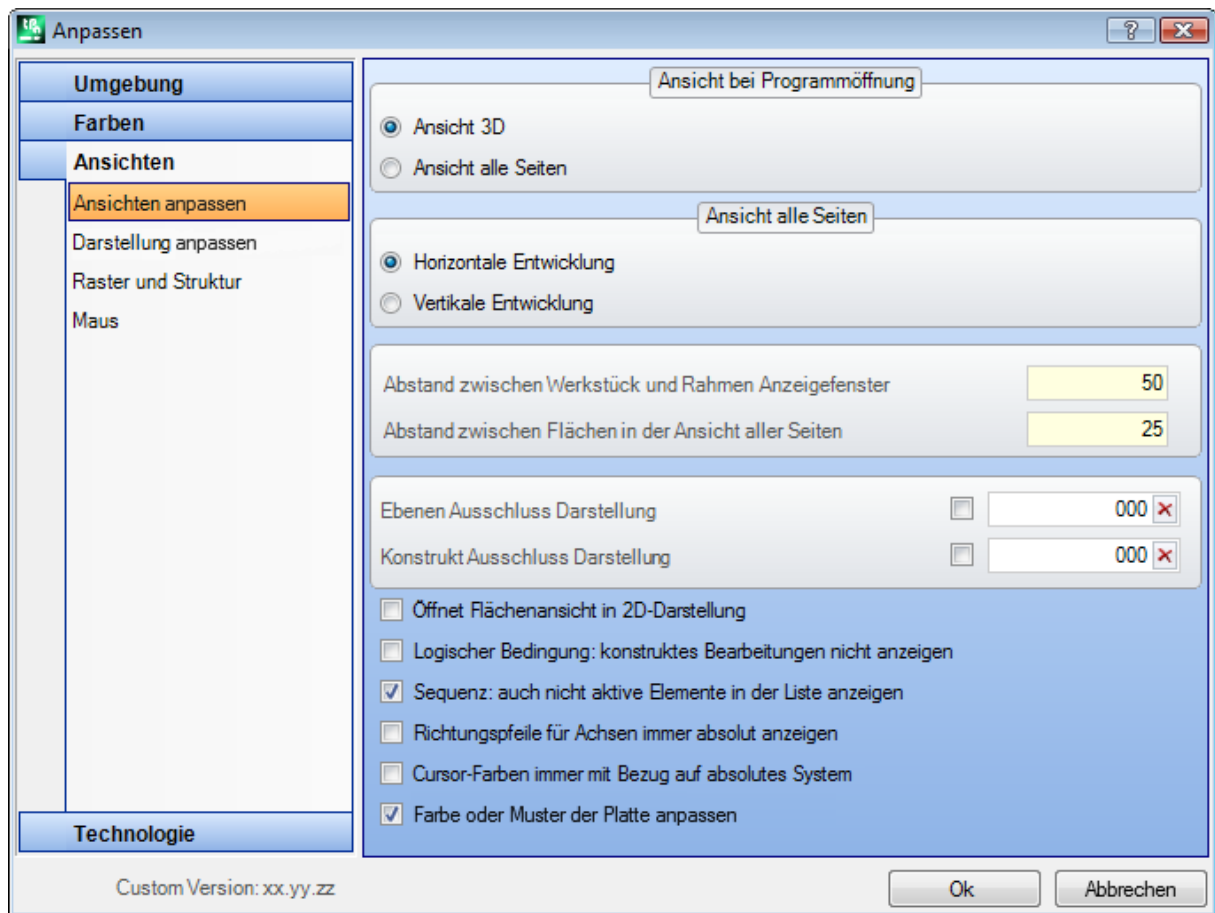 Anpassen
Umgebung
Farben
Ansichten
Ansichten anpassen
Darstellung anpassen
Raster und Struktur
Maus
Technologie
Ansicht bei Programmöffnung
Ansicht 3D
Ansicht alle Seiten
Ansicht alle Seiten
Horizontale Entwicklung
Vertikale Entwicklung
Abstand zwischen Werkstück und Rahmen Anzeigefenster 50
Abstand zwischen Flächen in der Ansicht aller Seiten 25
Ebenen Ausschluss Darstellung 000
Konstrukt Ausschluss Darstellung 000
Öffnet Flächenansicht in 2D-Darstellung
Logischer Bedingung: konstruktes Bearbeitungen nicht anzeigen
Sequenz: auch nicht aktive Elemente in der Liste anzeigen
Richtungspfeile für Achsen immer absolut anzeigen
Cursor-Farben immer mit Bezug auf absolutes System
Farbe oder Muster der Platte anpassen
Custom Version: xx.yy.zz
Ok
Abbrechen